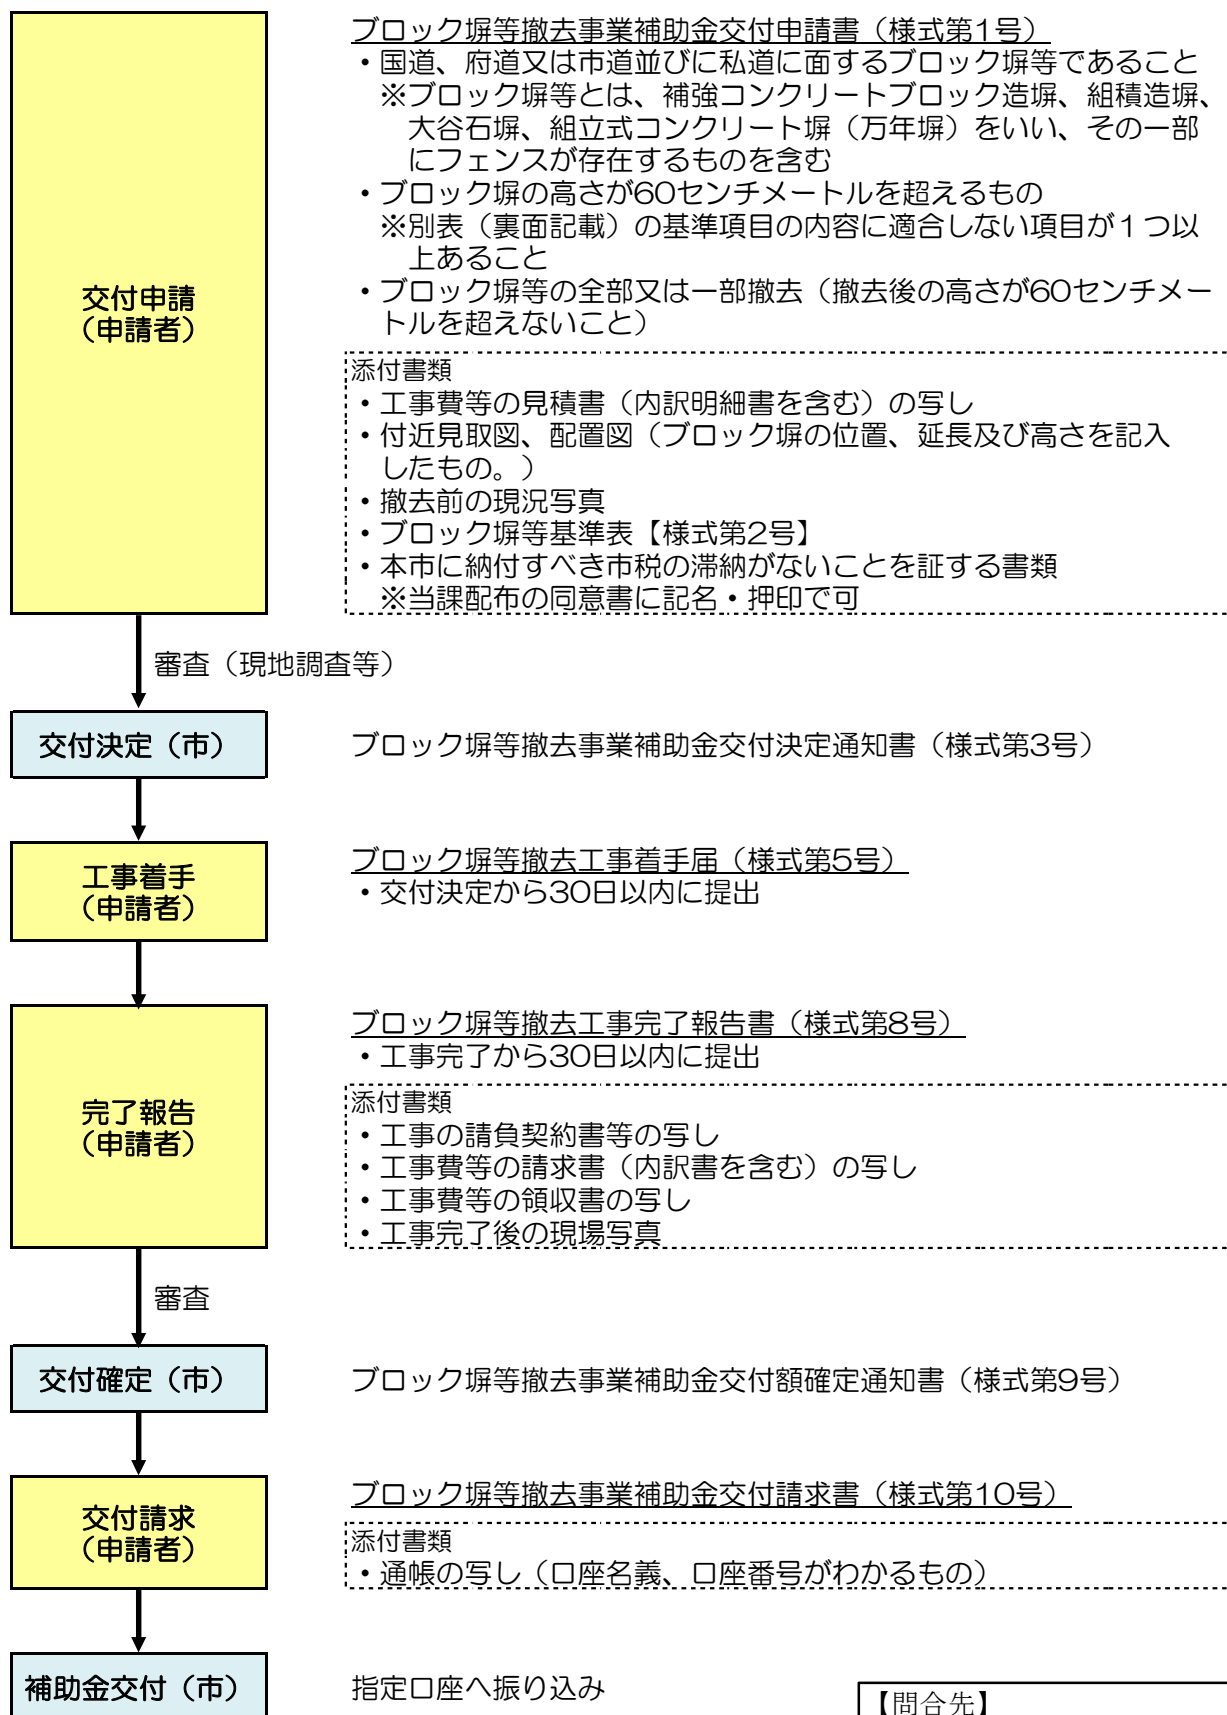 ブロック塀等撤去事業補助金交付申請書（様式第1号）
・国道、府道又は市道並びに私道に面するブロック塀等であること
※ブロック塀等とは、補強コンクリートブロック造塀、組積造塀、
大谷石塀、組立式コンクリート塀（万年塀）をいい、その一部
にフェンスが存在するものを含む
・ブロック塀の高さが60センチメートルを超えるもの
※別表（裏面記載）の基準項目の内容に適合しない項目が１つ以
上あること
・ブロック塀等の全部又は一部撤去（撤去後の高さが60センチメー
トルを超えないこと）
交付申請
（申請者）
添付書類
・工事費等の見積書（内訳明細書を含む）の写し
・付近見取図、配置図（ブロック塀の位置、延長及び高さを記入
したもの。）
・撤去前の現況写真
・ブロック塀等基準表【様式第2号】
・本市に納付すべき市税の滞納がないことを証する書類
※当課配布の同意書に記名・押印で可
審査（現地調査等）
交付決定（市）
ブロック塀等撤去事業補助金交付決定通知書（様式第3号）
工事着手
（申請者）
ブロック塀等撤去工事着手届（様式第5号）
・交付決定から30日以内に提出
ブロック塀等撤去工事完了報告書（様式第8号）
・工事完了から30日以内に提出
完了報告
（申請者）
添付書類
・工事の請負契約書等の写し
・工事費等の請求書（内訳書を含む）の写し
・工事費等の領収書の写し
・工事完了後の現場写真
審査
交付確定（市）
ブロック塀等撤去事業補助金交付額確定通知書（様式第9号）
ブロック塀等撤去事業補助金交付請求書（様式第10号）
交付請求
（申請者）
添付書類
・通帳の写し（口座名義、口座番号がわかるもの）
補助金交付（市）
指定口座へ振り込み
【問合先】